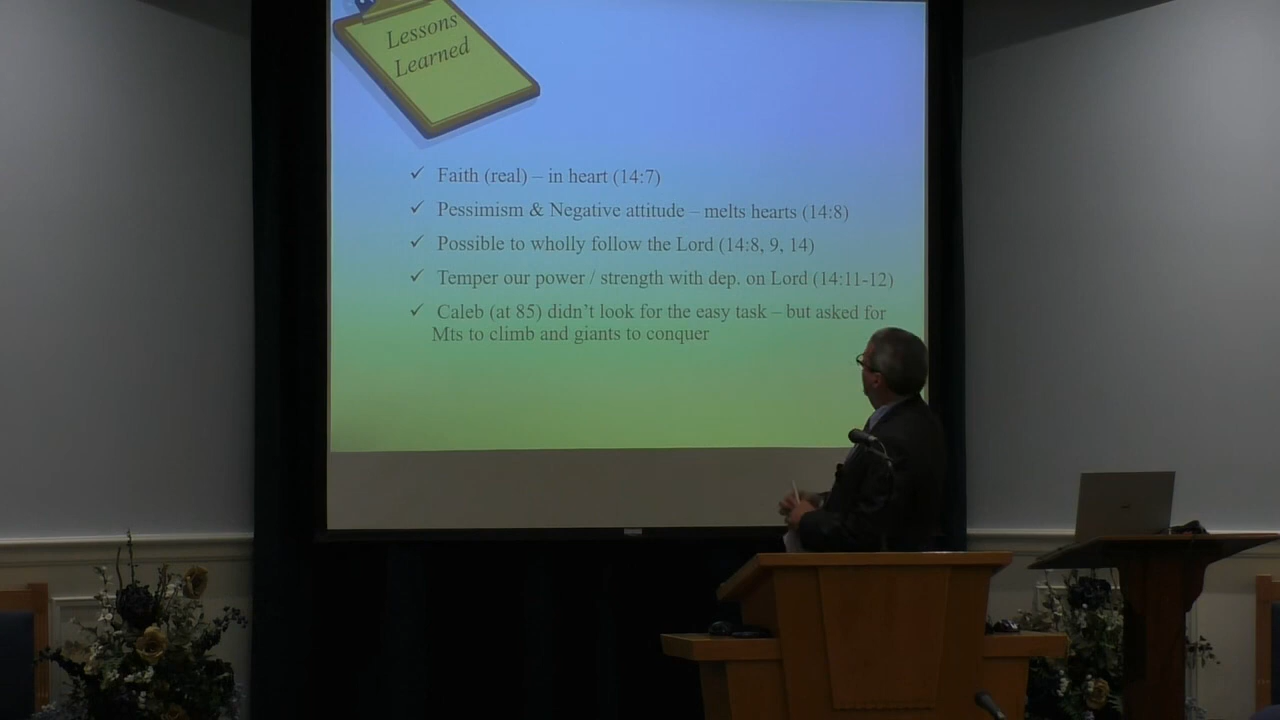 Lessons
Learned
✓ Faith (real) – in heart (14:7)
✓ Pessimism & Negative attitude – melts hearts (14:8)
✓ Possible to wholly follow the Lord (14:8, 9, 14)
✓ Temper our power / strength with dep. on Lord (14:11-12)
✓ Caleb (at 85) didn't look for the easy task – but asked for
Mts to climb and giants to conquer